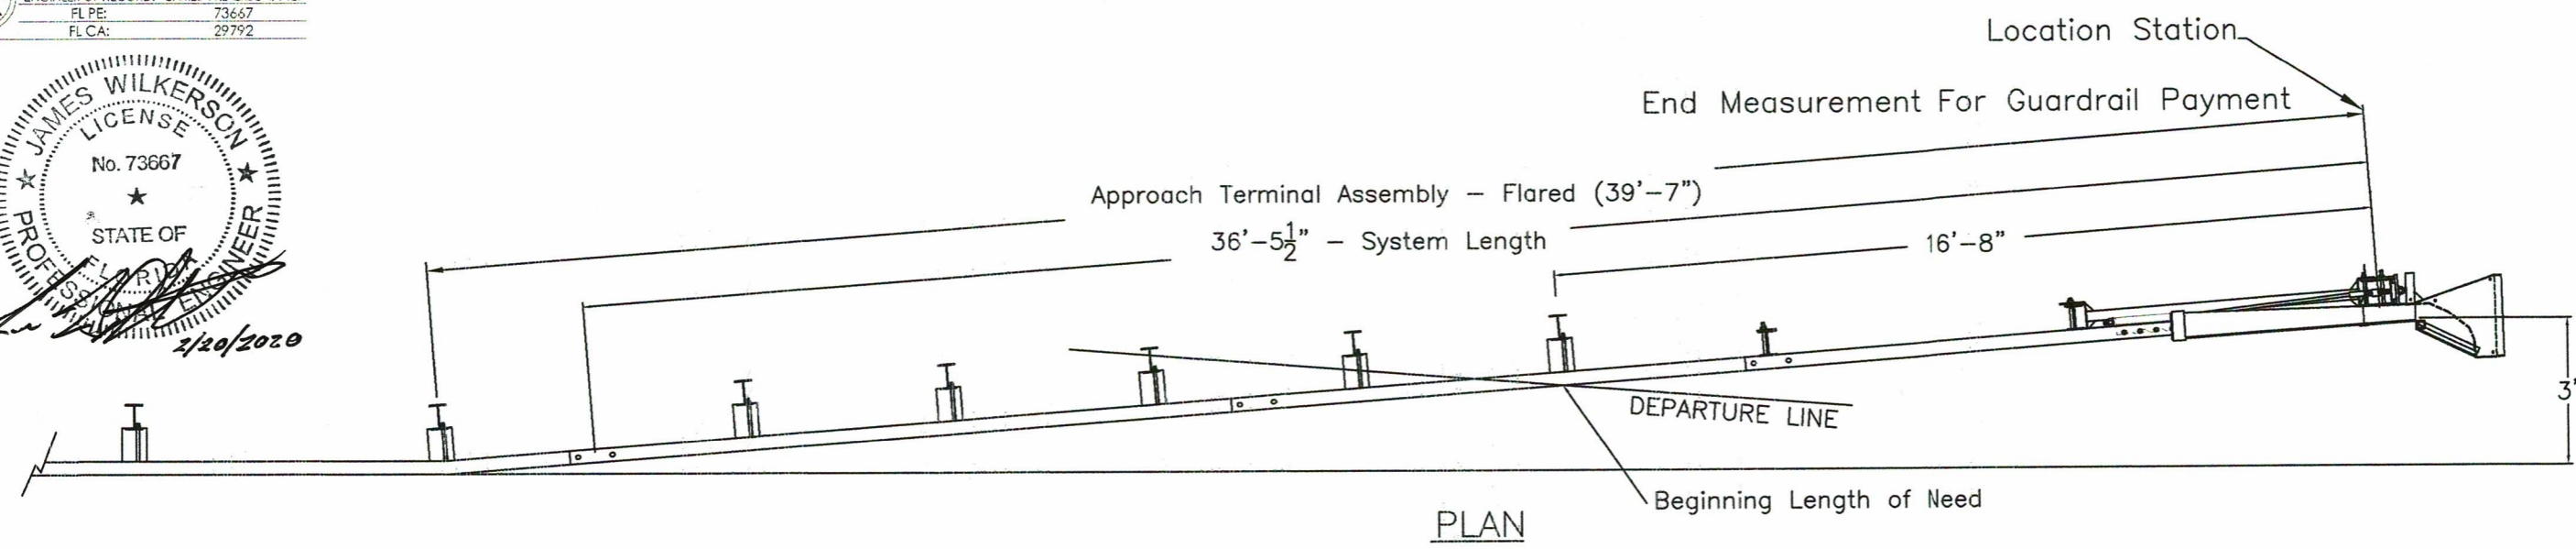 FL PE: 73667
FL CA: 29792
JAMES WILKERSON
LICENSE
No. 73667
STATE OF
FLORIDA
PROFESSIONAL ENGINEER
2/20/2020
Location Station
End Measurement For Guardrail Payment
Approach Terminal Assembly – Flared (39'–7")
36'–5½" – System Length
16'–8"
3'
DEPARTURE LINE
Beginning Length of Need
PLAN